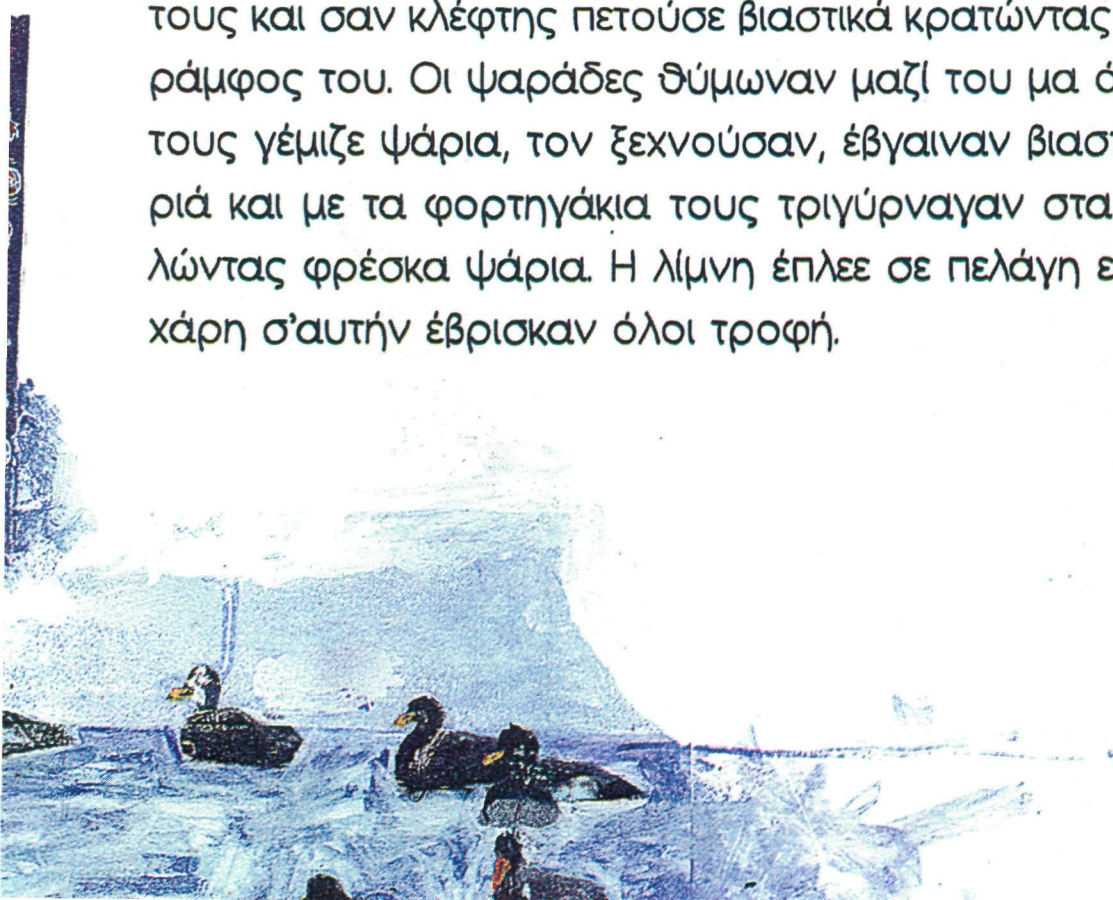 τους και σαν κλέφτης πετούσε βιαστικά κρατώντας
ράμφος του. Οι ψαράδες θύμωναν μαζί του μα
τους γέμιζε ψάρια, τον ξεχνούσαν, έβγαιναν
ριά και με τα φορτηγάκια τους τριγύρναγαν στα
λώντας φρέσκα ψάρια. Η λίμνη έπλεε σε πελάγη
χάρη σ'αυτήν έβρισκαν όλοι τροφή.